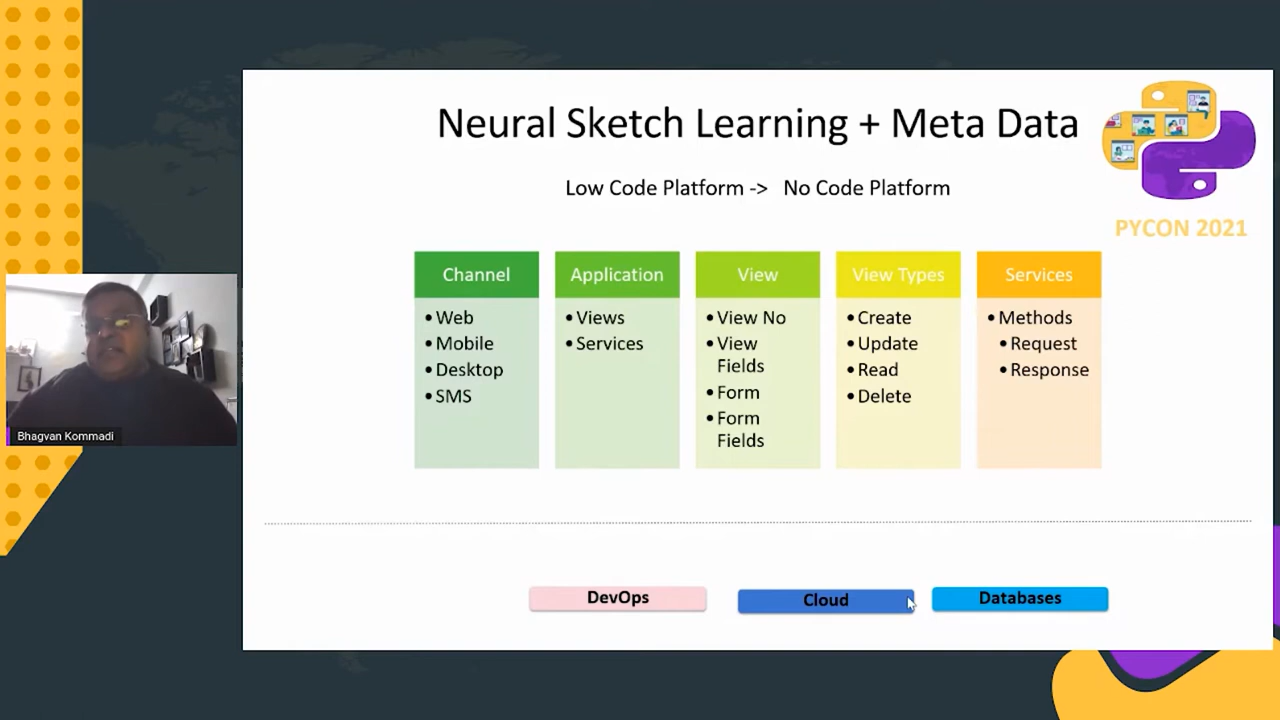 Neural Sketch Learning + Meta Data
Low Code Platform -> No Code Platform
PYCON 2021
Channel
• Web
• Mobile
• Desktop
• SMS
Application
• Views
• Services
View
• View No
• View
Fields
• Form
• Form
Fields
View Types
• Create
• Update
• Read
• Delete
Services
• Methods
• Request
• Response
Bhagvan Kommadi
DevOps
Cloud
Databases